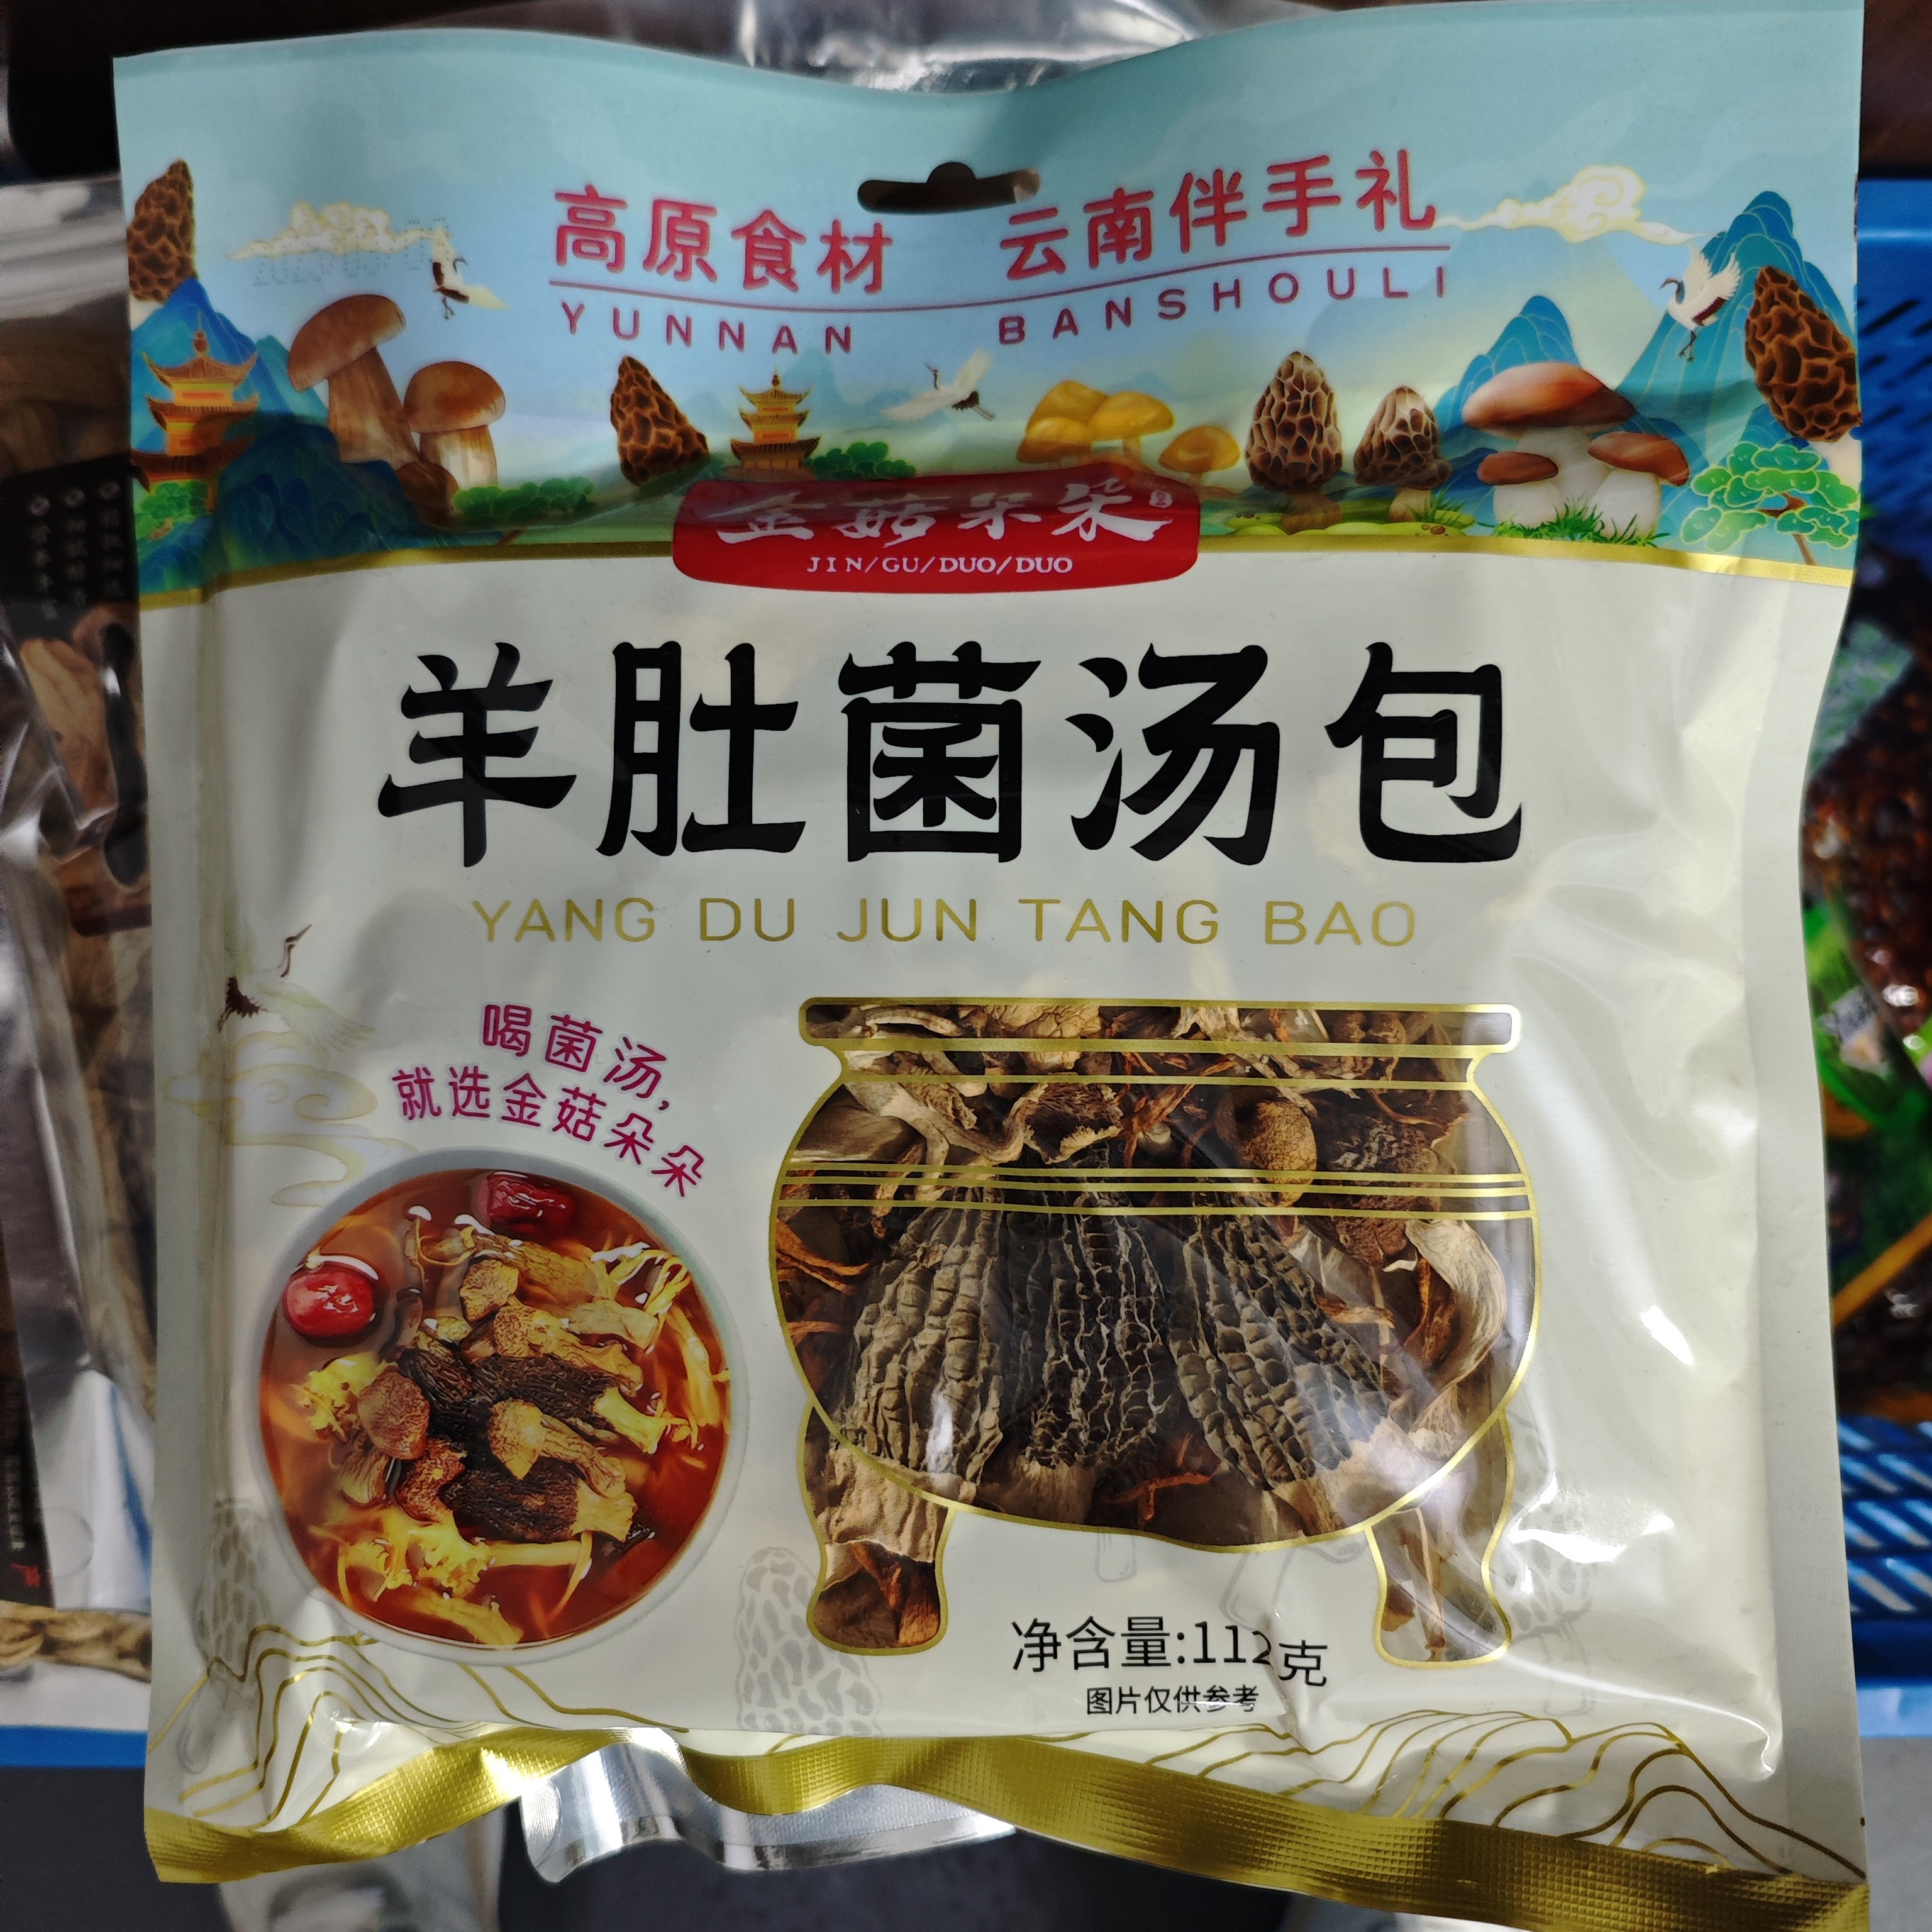 高原食材 云南伴手礼
YUNNAN BANSHOULI
金菇朵朵
JIN/GU/DUO/DUO
羊肚菌汤包
YANG DU JUN TANG BAO
喝菌汤,
就选金菇朵朵
净含量:112克
图片仅供参考